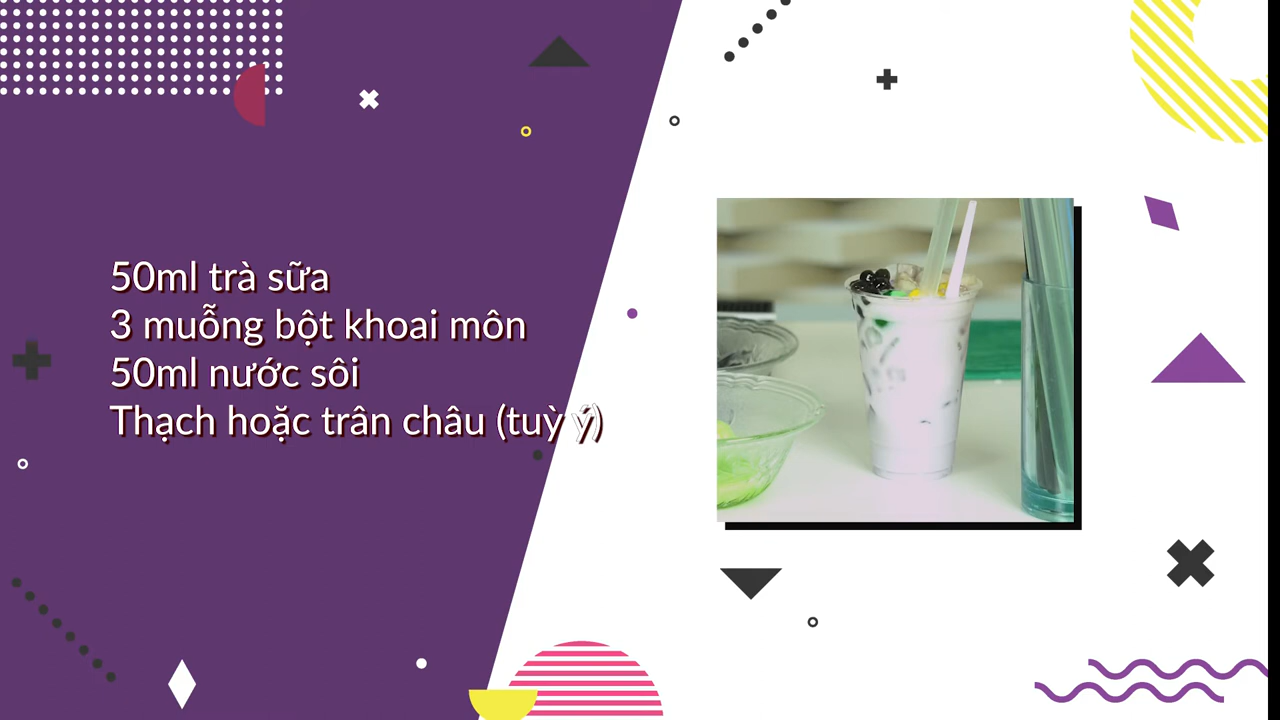 50ml trà sữa
3 muỗng bột khoai môn
50ml nước sôi
Thạch hoặc trân châu (tuỳ ý)